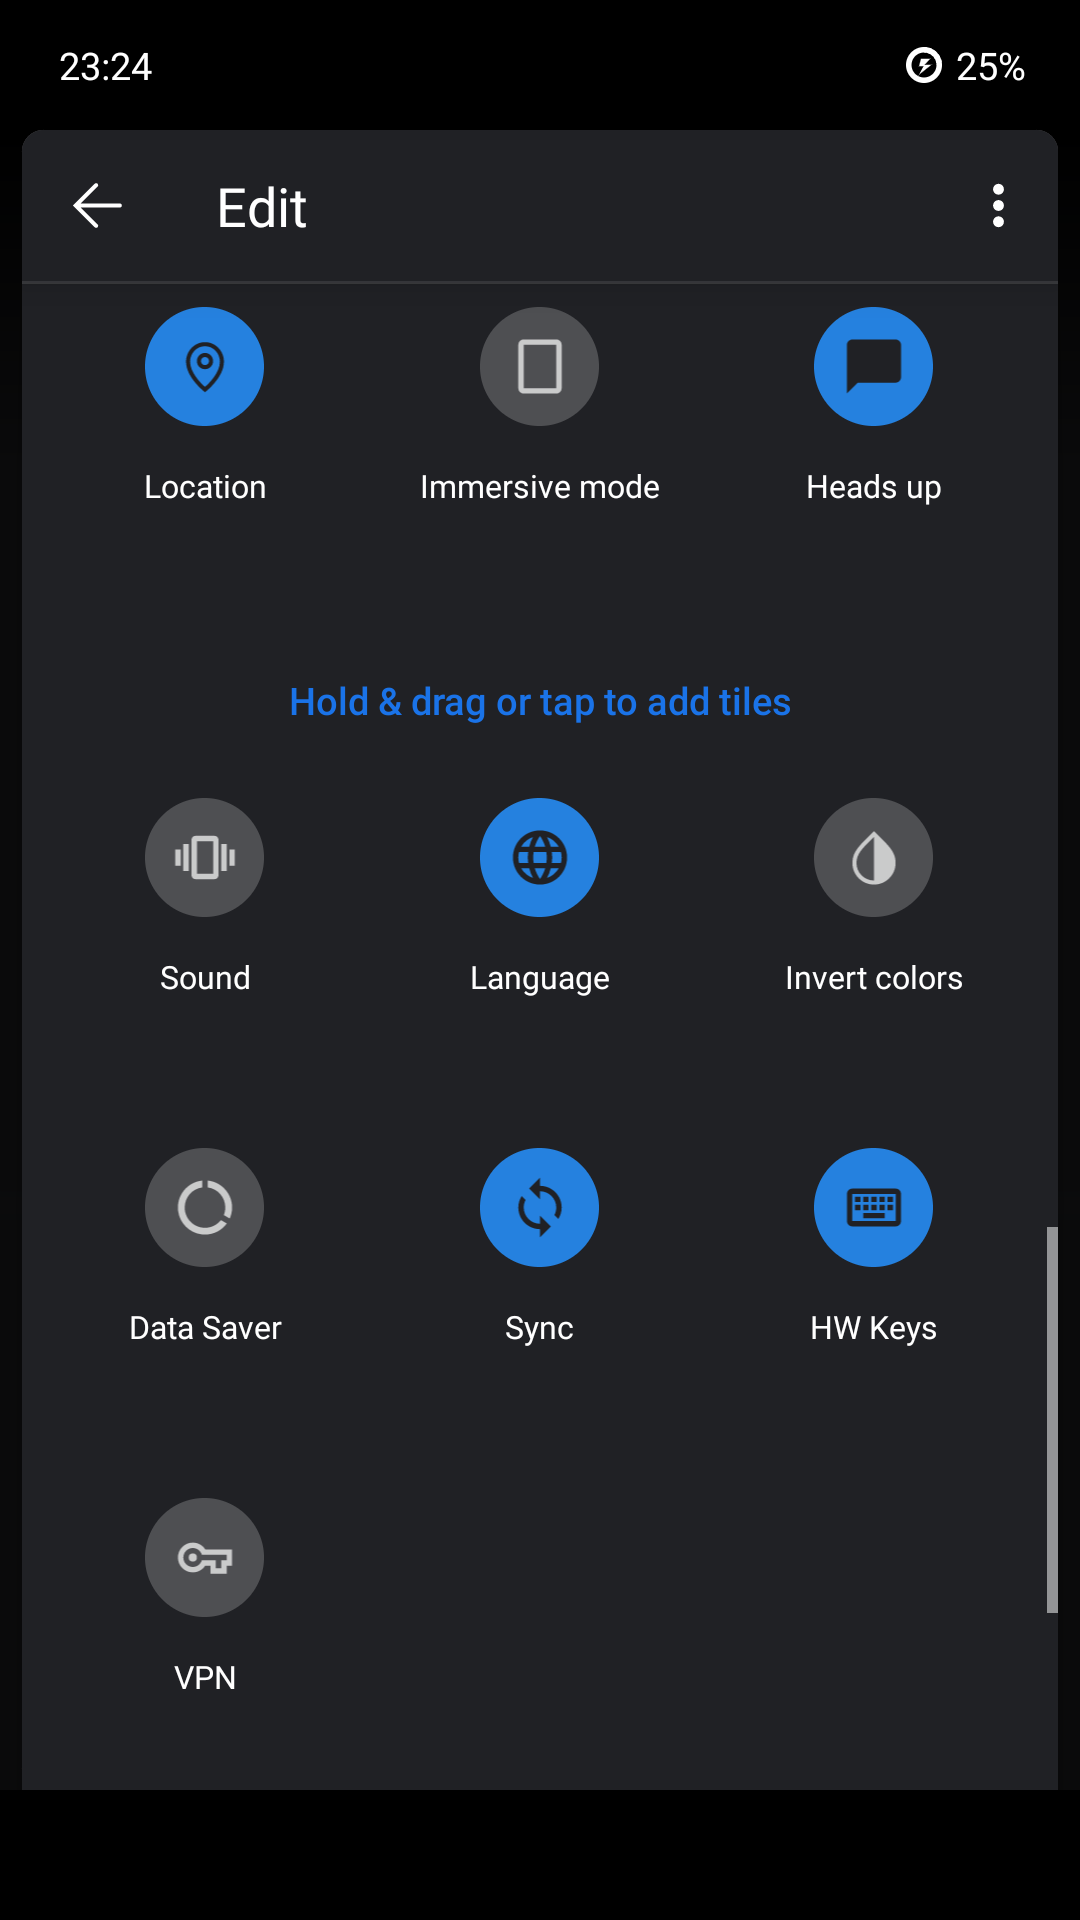 23:24 25%
Edit
Location Immersive mode Heads up
Hold & drag or tap to add tiles
Sound Language Invert colors
Data Saver Sync HW Keys
VPN